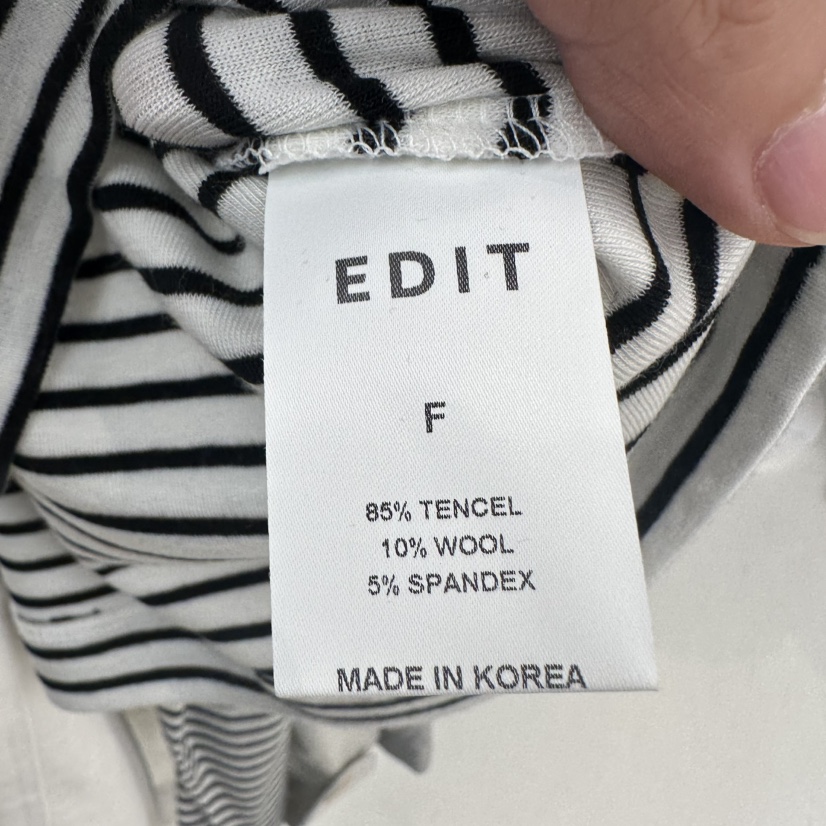 EDIT
F
85% TENCEL
10% WOOL
5% SPANDEX
MADE IN KOREA